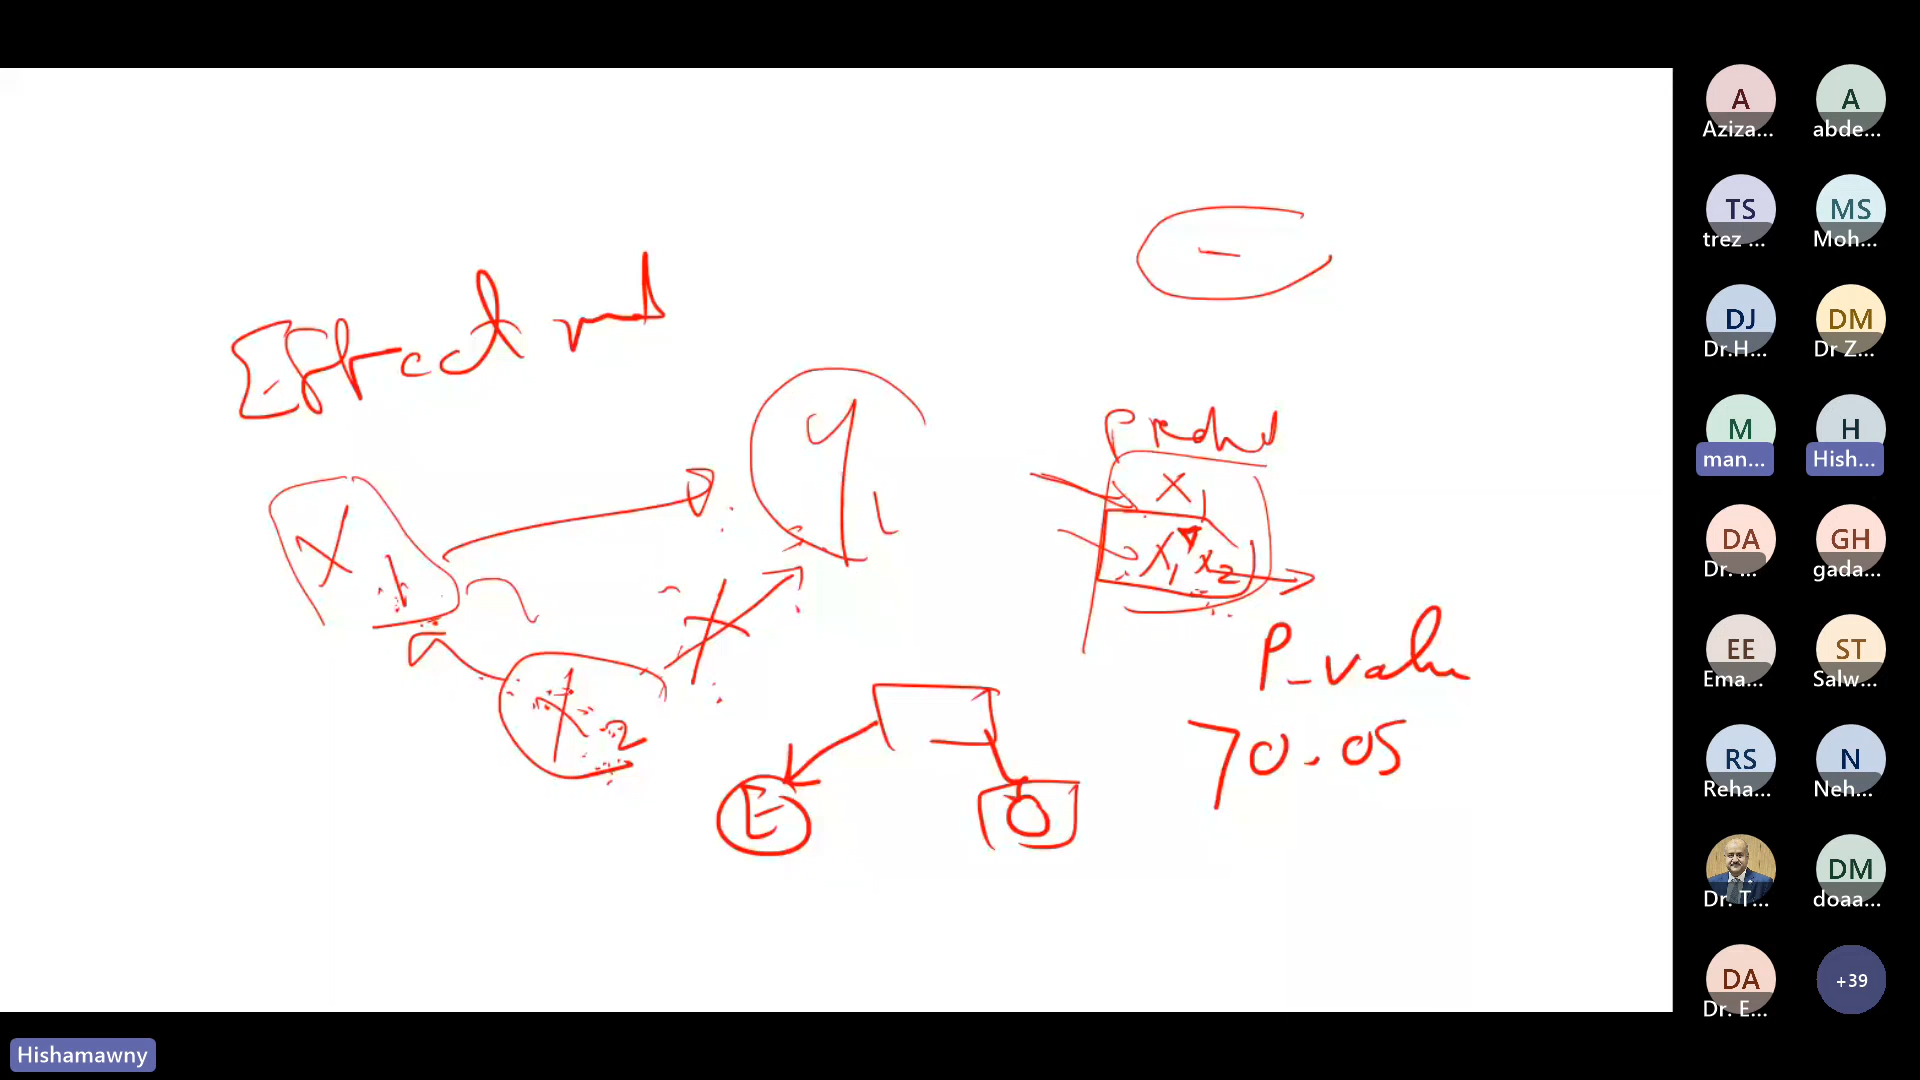 Effect mod
y1
X1
X2
E
O
Product
X1
X1 * X2
P-value
>0.05
A
Aziza...
A
abde...
TS
trez ...
MS
Moh...
DJ
Dr.H...
DM
Dr Z...
M
man...
H
Hish...
DA
Dr. ...
GH
gada...
EE
Ema...
ST
Salw...
RS
Reha...
N
Neh...
Dr. T...
DM
doaa...
DA
Dr. E...
+39
Hishamawny